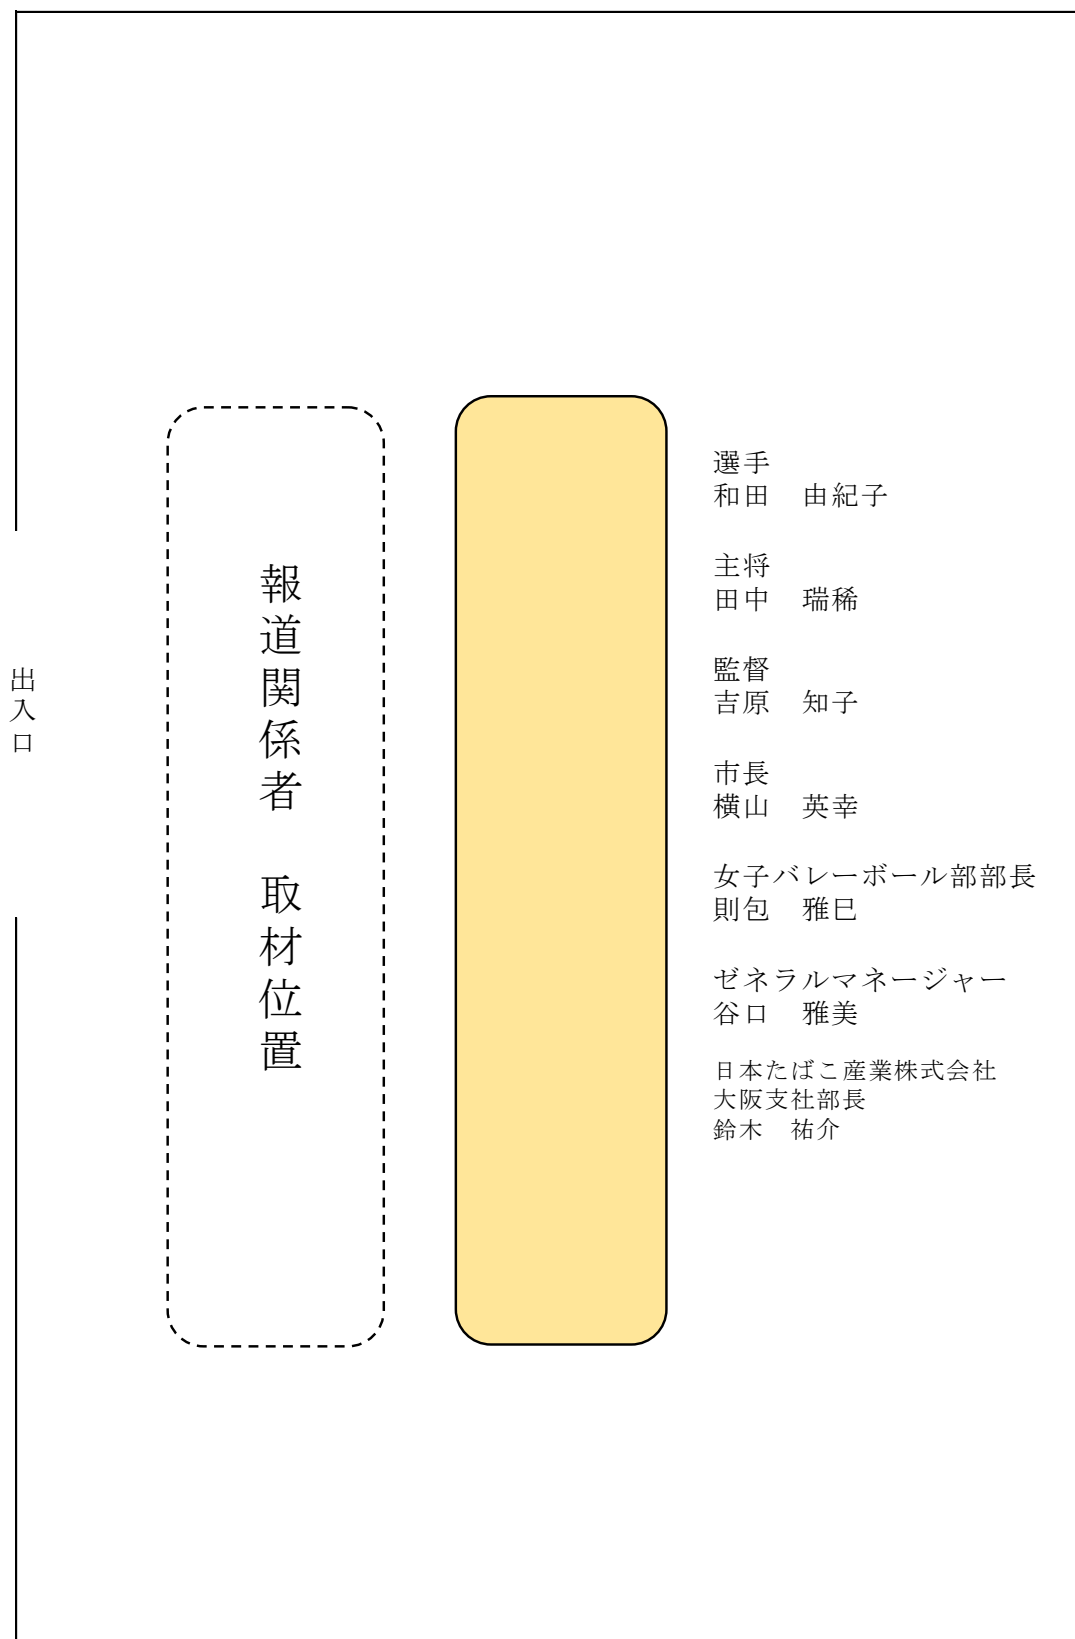 選手
和田　由紀子
主将
田中　瑞稀
監督
吉原　知子
市長
横山　英幸
女子バレーボール部部長
則包　雅巳
ゼネラルマネージャー
谷口　雅美
日本たばこ産業株式会社
大阪支社部長
鈴木　祐介
報道関係者　取材位置
出入口